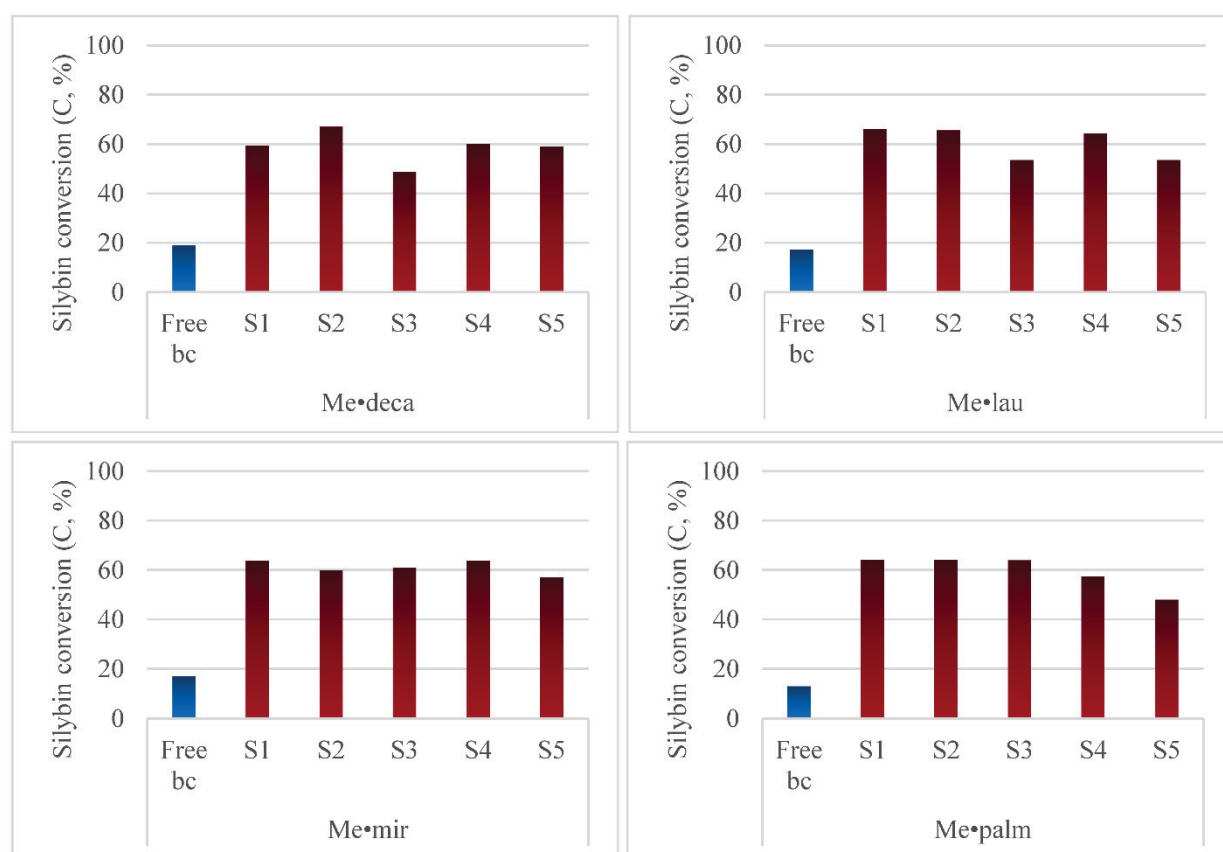 Silybin conversion (C, %)
100
80
60
40
20
0
Free bc S1 S2 S3 S4 S5
Me•deca
Silybin conversion (C, %)
100
80
60
40
20
0
Free bc S1 S2 S3 S4 S5
Me•lau
Silybin conversion (C, %)
100
80
60
40
20
0
Free bc S1 S2 S3 S4 S5
Me•mir
Silybin conversion (C, %)
100
80
60
40
20
0
Free bc S1 S2 S3 S4 S5
Me•palm